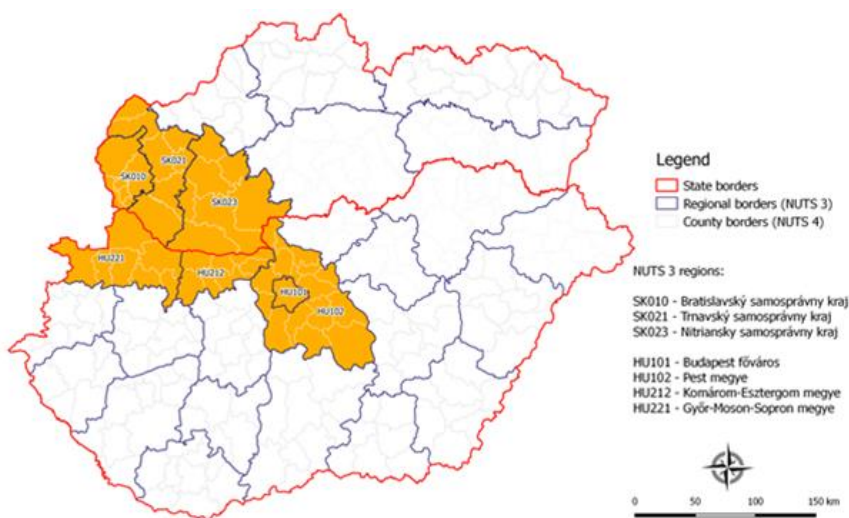 SK021
SK010
SK023
HU221
HU212
HU101
HU102
Legend
State borders
Regional borders (NUTS 3)
County borders (NUTS 4)
NUTS 3 regions:
SK010 - Bratislavský samosprávny kraj
SK021 - Trnavský samosprávny kraj
SK023 - Nitriansky samosprávny kraj
HU101 - Budapest főváros
HU102 - Pest megye
HU212 - Komárom-Esztergom megye
HU221 - Győr-Moson-Sopron megye
0 50 100 150 km